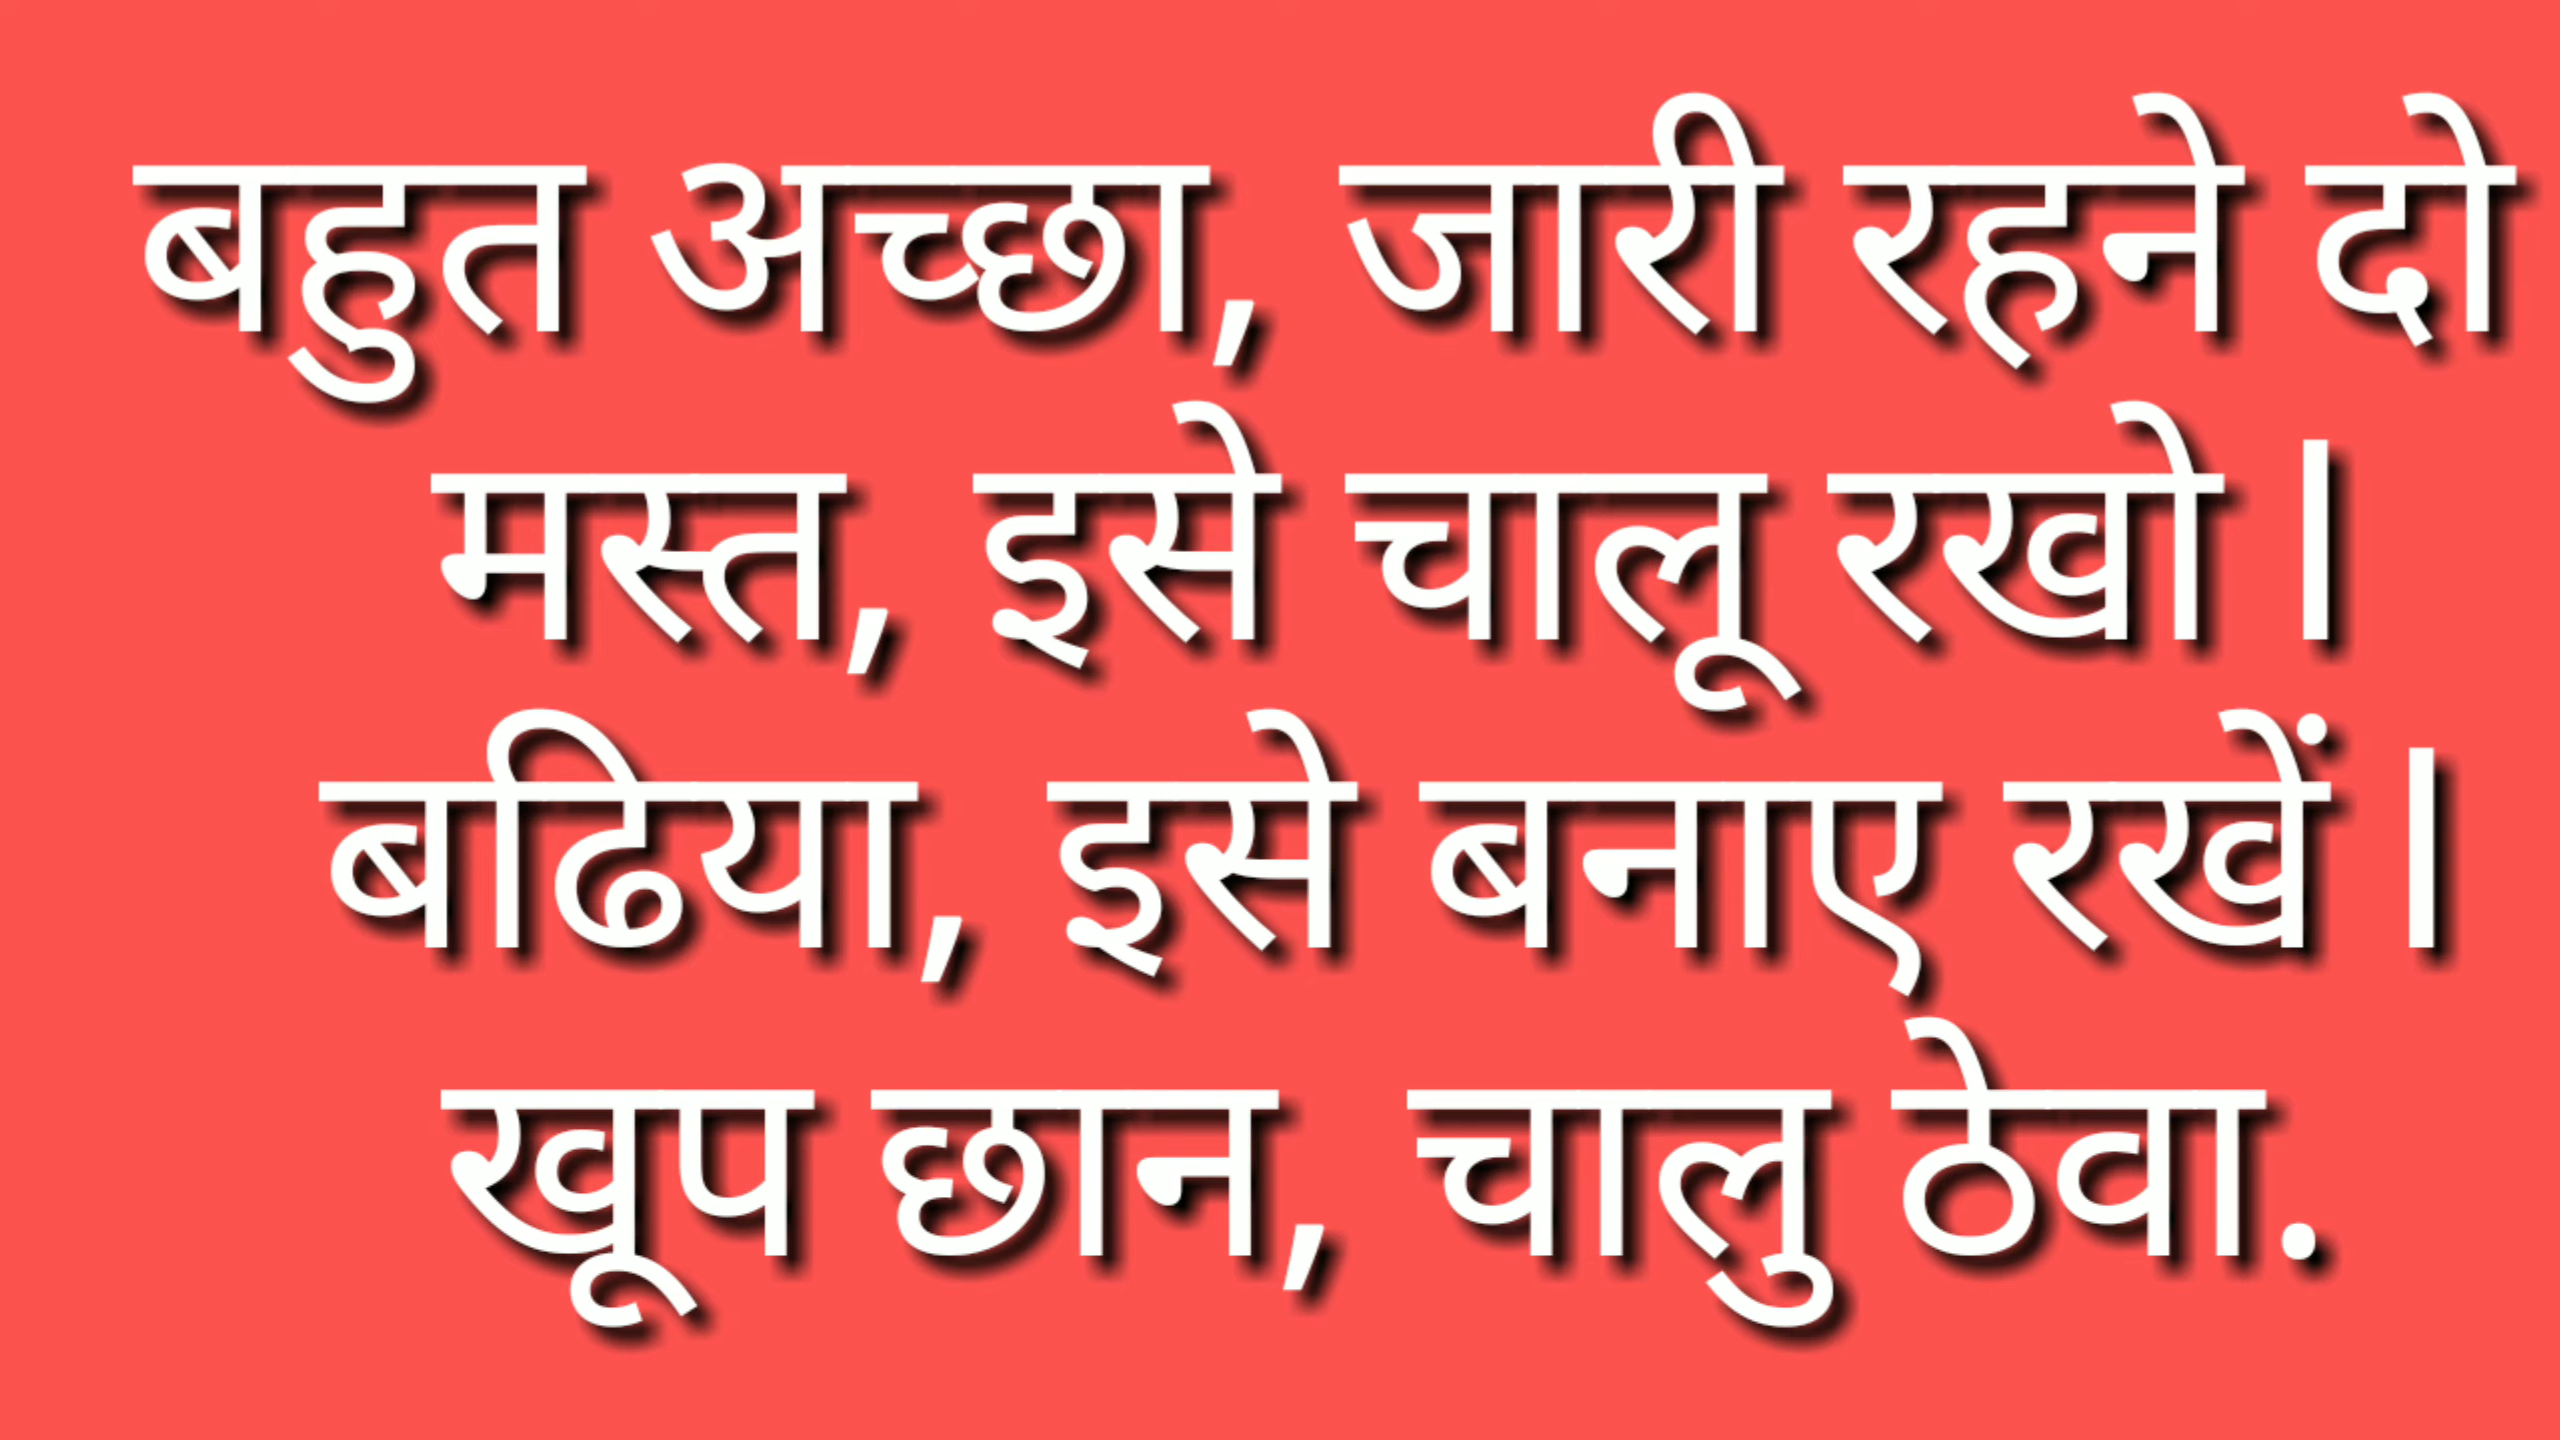 बहुत अच्छा, जारी रहने दो
मस्त, इसे चालू रखो l
बढिया, इसे बनाए रखें l
खूप छान, चालु ठेवा.